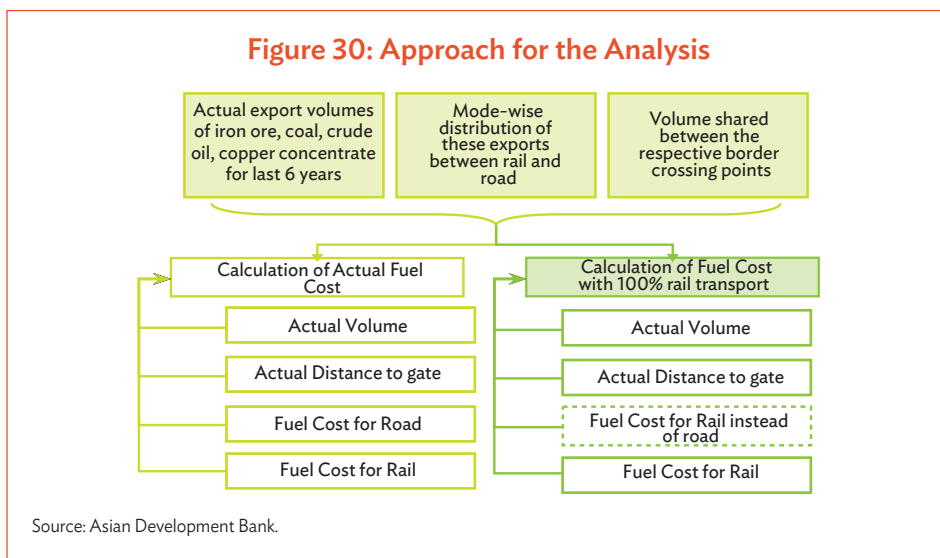 Figure 30: Approach for the Analysis
Actual export volumes
of iron ore, coal, crude
oil, copper concentrate
for last 6 years
Mode-wise
distribution of
these exports
between rail and
road
Volume shared
between the
respective border
crossing points
Calculation of Actual Fuel
Cost
Actual Volume
Actual Distance to gate
Fuel Cost for Road
Fuel Cost for Rail
Calculation of Fuel Cost
with 100% rail transport
Actual Volume
Actual Distance to gate
Fuel Cost for Rail instead
of road
Fuel Cost for Rail
Source: Asian Development Bank.